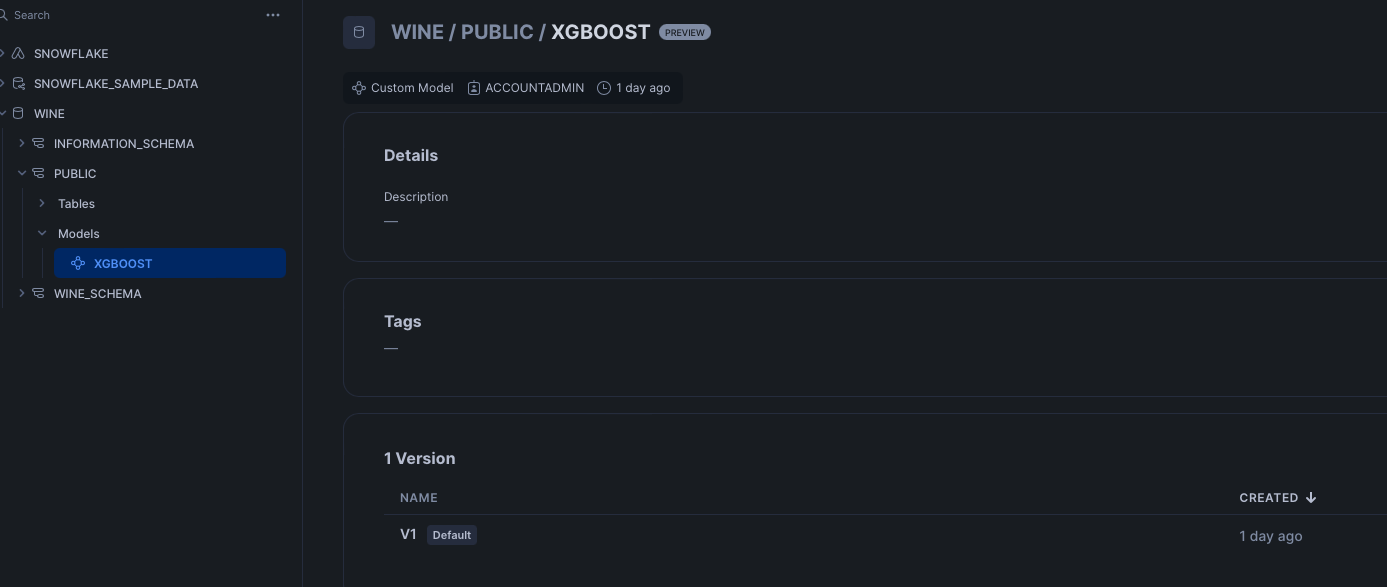 Search
SNOWFLAKE
SNOWFLAKE_SAMPLE_DATA
WINE
INFORMATION_SCHEMA
PUBLIC
Tables
Models
XGBOOST
WINE_SCHEMA
WINE / PUBLIC / XGBOOST PREVIEW
Custom Model ACCOUNTADMIN 1 day ago
Details
Description
—
Tags
—
1 Version
NAME CREATED
V1 Default 1 day ago